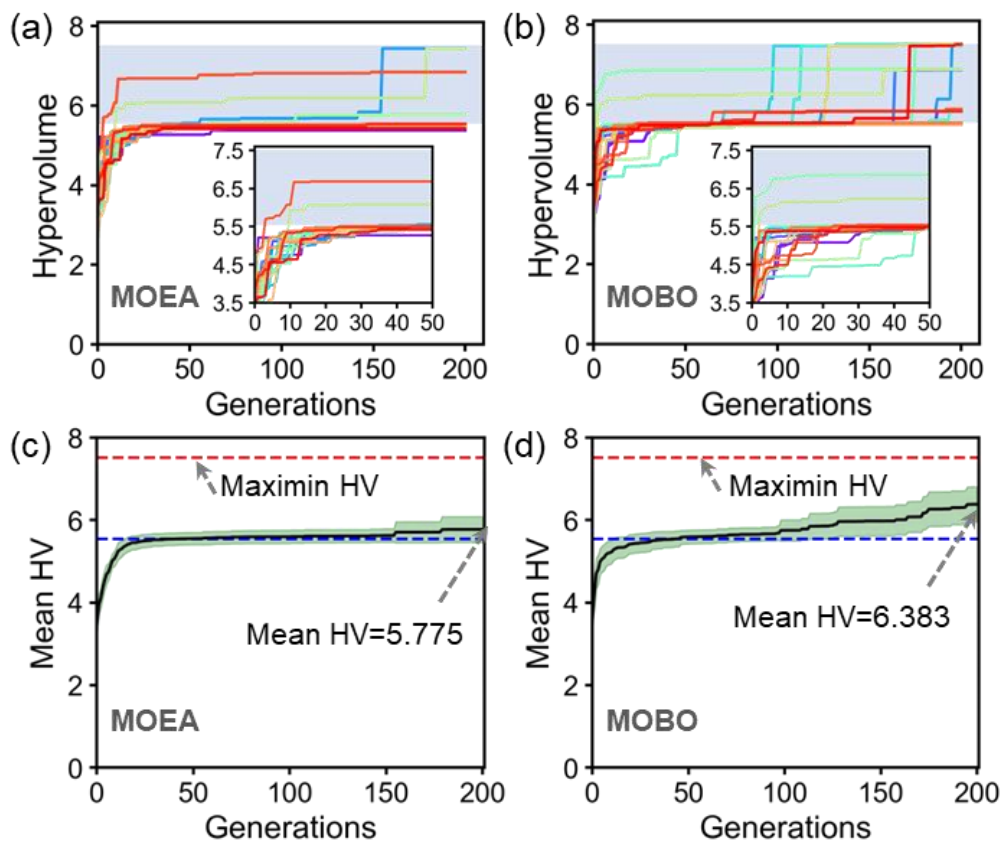 (a)
8
6
4
2
0
Hypervolume
MOEA
7.5
6.5
5.5
4.5
3.5
0 10 20 30 40 50
0 50 100 150 200
Generations
(b)
8
6
4
2
0
Hypervolume
MOBO
7.5
6.5
5.5
4.5
3.5
0 10 20 30 40 50
0 50 100 150 200
Generations
(c)
8
6
4
2
0
Mean HV
Maximin HV
Mean HV=5.775
MOEA
0 50 100 150 200
Generations
(d)
8
6
4
2
0
Mean HV
Maximin HV
Mean HV=6.383
MOBO
0 50 100 150 200
Generations